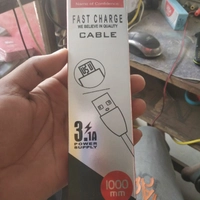 FAST CHARGE
WE BELIEVE IN QUALITY
CABLE
3.1A
POWER
SUPPLY
1000
mm